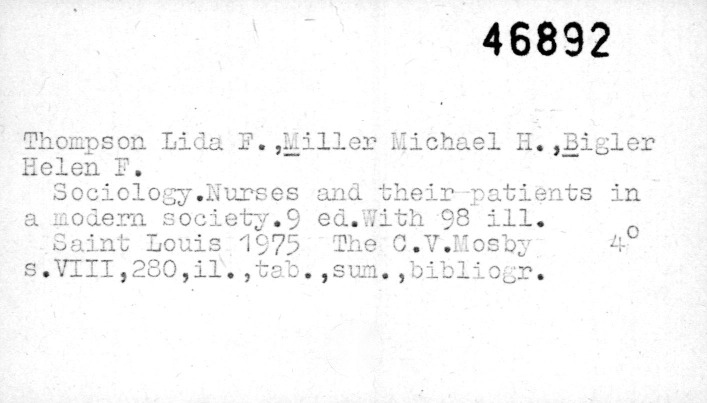 46892
Thompson Lida F.,Miller Michael H.,Bigler
Helen F.
Sociology.Nurses and their patients in
a modern society.9 ed.With 98 ill.
Saint Louis 1975 The C.V.Mosby 4°
s.VIII,280,il.,tab.,sum.,bibliogr.